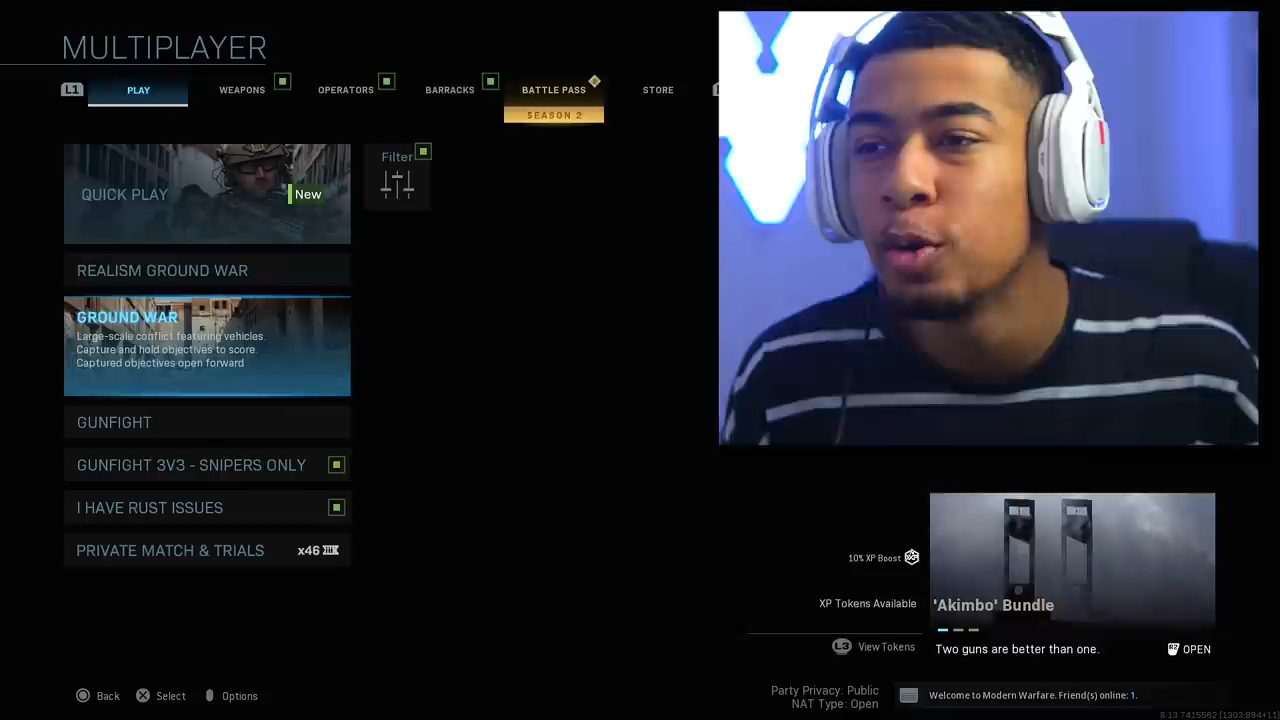 MULTIPLAYER
L1
PLAY
WEAPONS
OPERATORS
BARRACKS
BATTLE PASS
STORE
SEASON 2
QUICK PLAY
New
Filter
REALISM GROUND WAR
GROUND WAR
Large-scale conflict featuring vehicles.
Capture and hold objectives to score.
Captured objectives open forward
GUNFIGHT
GUNFIGHT 3V3 - SNIPERS ONLY
I HAVE RUST ISSUES
PRIVATE MATCH & TRIALS
x46
10% XP Boost
XP Tokens Available
L3 View Tokens
'Akimbo' Bundle
Two guns are better than one.
R2 OPEN
Back
Select
Options
Party Privacy: Public
NAT Type: Open
Welcome to Modern Warfare. Friend(s) online: 1.